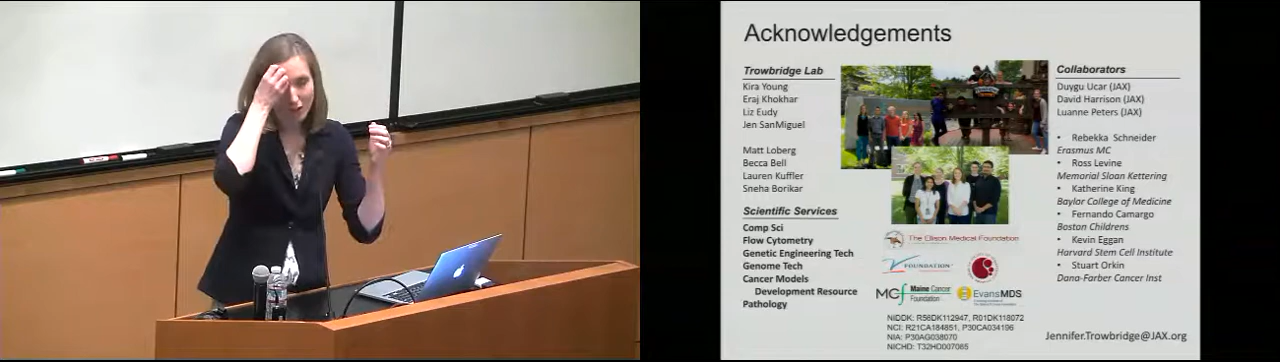 Acknowledgements
Trowbridge Lab
Kira Young
Eraj Khokhar
Liz Eudy
Jen SanMiguel
Matt Loberg
Becca Bell
Lauren Kuffler
Sneha Borikar
Scientific Services
Comp Sci
Flow Cytometry
Genetic Engineering Tech
Genome Tech
Cancer Models
Development Resource
Pathology
The Ellison Medical Foundation
V FOUNDATION
MCf Maine Cancer
Foundation
EvansMDS
NIDDK: R56DK112947, R01DK118072
NCI: R21CA184851, P30CA034196
NIA: P30AG038070
NICHD: T32HD007065
Collaborators
Duygu Ucar (JAX)
David Harrison (JAX)
Luanne Peters (JAX)
• Rebekka Schneider
Erasmus MC
• Ross Levine
Memorial Sloan Kettering
• Katherine King
Baylor College of Medicine
• Fernando Camargo
Boston Childrens
• Kevin Eggan
Harvard Stem Cell Institute
• Stuart Orkin
Dana-Farber Cancer Inst
Jennifer.Trowbridge@JAX.org